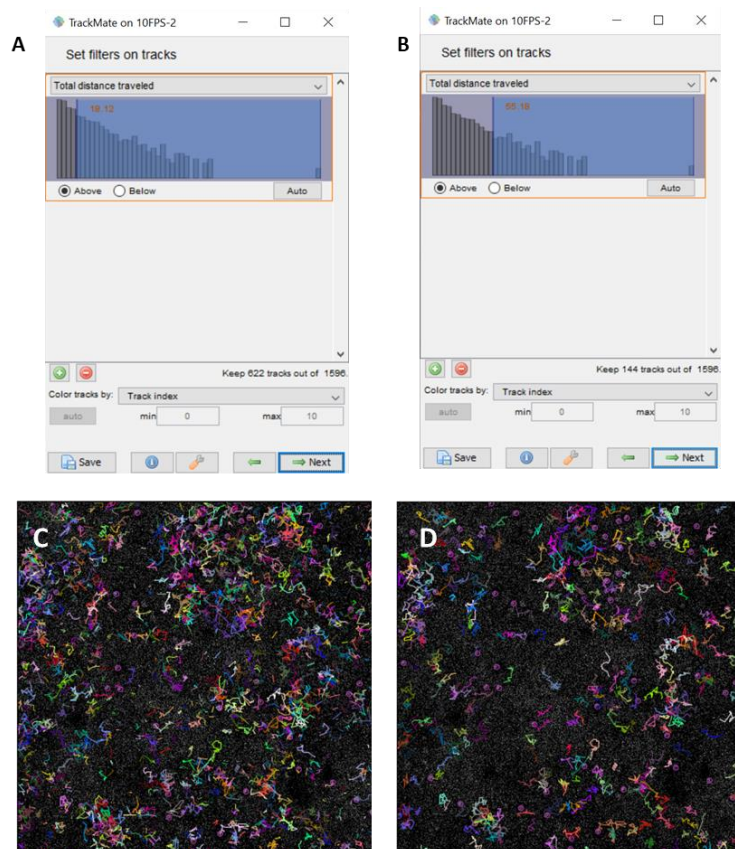 A
TrackMate on 10FPS-2
Set filters on tracks
Total distance traveled
19.12
Above
Below
Auto
Keep 622 tracks out of 1596.
Color tracks by:
Track index
auto
min
0
max
10
Save
Next
B
TrackMate on 10FPS-2
Set filters on tracks
Total distance traveled
55.18
Above
Below
Auto
Keep 144 tracks out of 1596.
Color tracks by:
Track index
auto
min
0
max
10
Save
Next
C
D